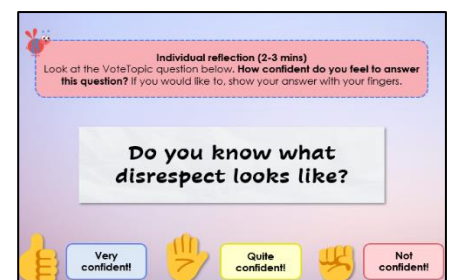 Individual reflection (2-3 mins)
Look at the VoteTopic question below. How confident do you feel to answer
this question? If you would like to, show your answer with your fingers.
Do you know what
disrespect looks like?
Very
confident!
Quite
confident!
Not
confident!